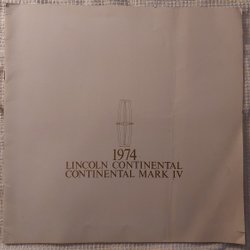 1974
LINCOLN CONTINENTAL
CONTINENTAL MARK IV